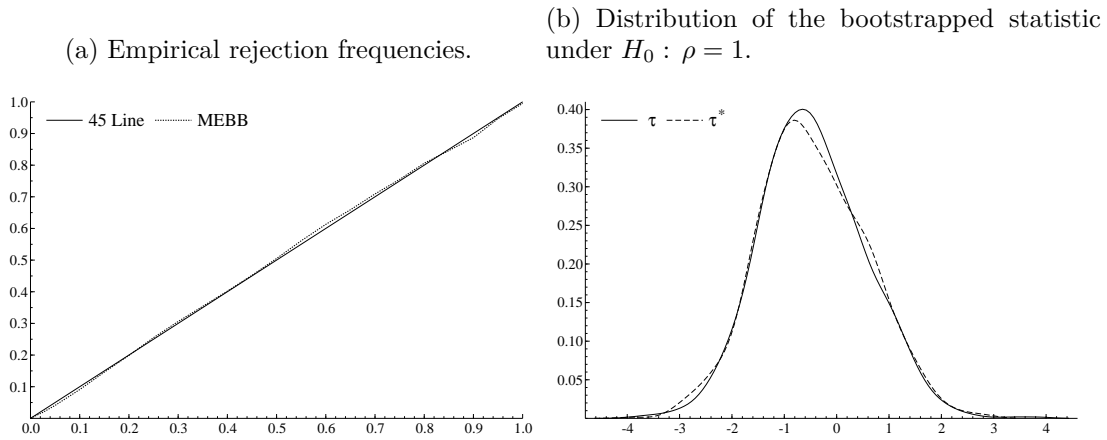 (a) Empirical rejection frequencies.
(b) Distribution of the bootstrapped statistic
under H₀ : ρ = 1.
1.0
0.9
0.8
0.7
0.6
0.5
0.4
0.3
0.2
0.1
45 Line MEBB
0.0 0.1 0.2 0.3 0.4 0.5 0.6 0.7 0.8 0.9 1.0
0.40
0.35
0.30
0.25
0.20
0.15
0.10
0.05
τ τ*
-4 -3 -2 -1 0 1 2 3 4